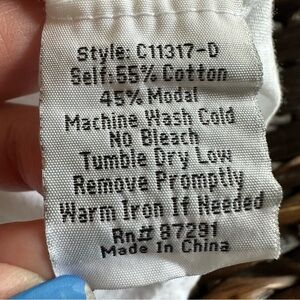 Style: C11317-D
Self: 55% Cotton
45% Modal
Machine Wash Cold
No Bleach
Tumble Dry Low
Remove Promptly
Warm Iron If Needed
Rn# 87291
Made In China